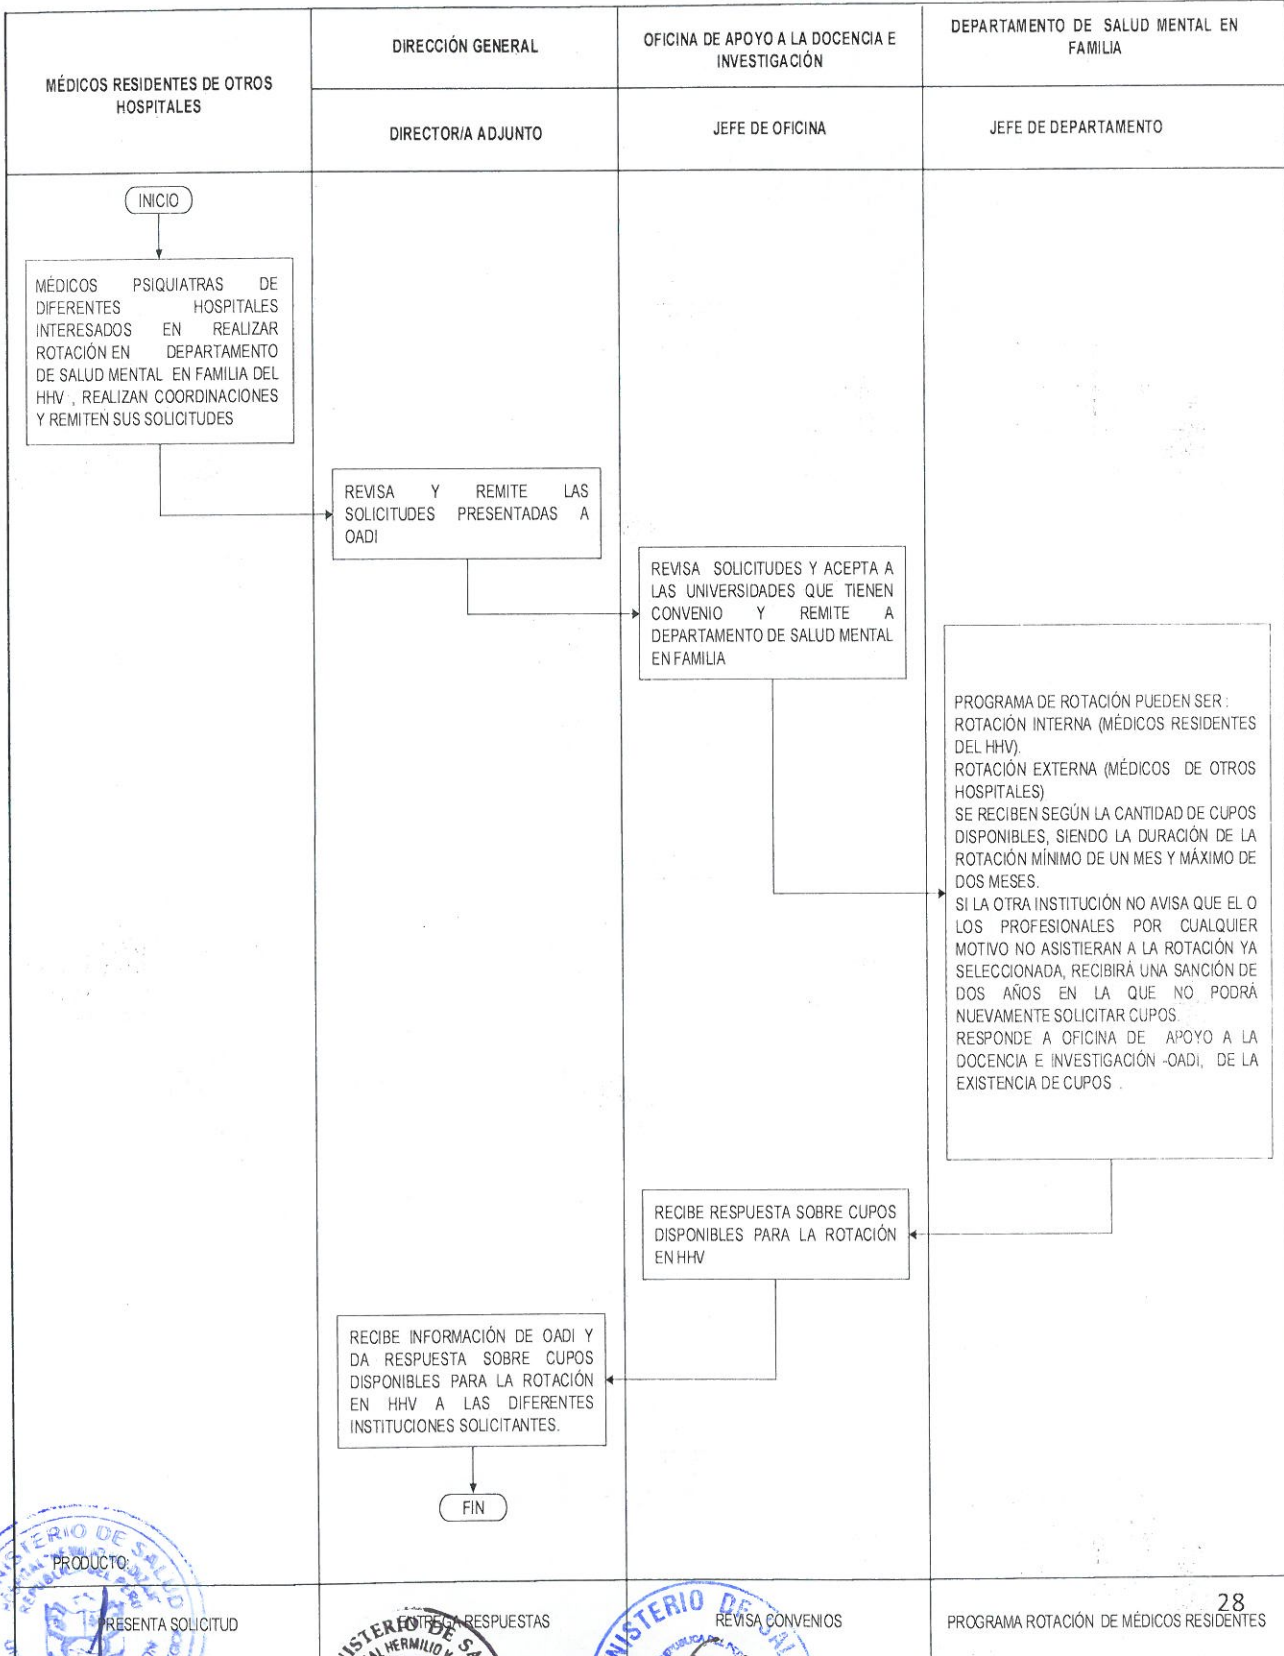 MÉDICOS RESIDENTES DE OTROS
HOSPITALES
DIRECCIÓN GENERAL
DIRECTOR/A ADJUNTO
OFICINA DE APOYO A LA DOCENCIA E
INVESTIGACIÓN
JEFE DE OFICINA
DEPARTAMENTO DE SALUD MENTAL EN
FAMILIA
JEFE DE DEPARTAMENTO
INICIO
MÉDICOS PSIQUIATRAS DE
DIFERENTES HOSPITALES
INTERESADOS EN REALIZAR
ROTACIÓN EN DEPARTAMENTO
DE SALUD MENTAL EN FAMILIA DEL
HHV , REALIZAN COORDINACIONES
Y REMITEN SUS SOLICITUDES
REVISA Y REMITE LAS
SOLICITUDES PRESENTADAS A
OADI
REVISA SOLICITUDES Y ACEPTA A
LAS UNIVERSIDADES QUE TIENEN
CONVENIO Y REMITE A
DEPARTAMENTO DE SALUD MENTAL
EN FAMILIA
PROGRAMA DE ROTACIÓN PUEDEN SER :
ROTACIÓN INTERNA (MÉDICOS RESIDENTES
DEL HHV).
ROTACIÓN EXTERNA (MÉDICOS DE OTROS
HOSPITALES)
SE RECIBEN SEGÚN LA CANTIDAD DE CUPOS
DISPONIBLES, SIENDO LA DURACIÓN DE LA
ROTACIÓN MÍNIMO DE UN MES Y MÁXIMO DE
DOS MESES.
SI LA OTRA INSTITUCIÓN NO AVISA QUE EL O
LOS PROFESIONALES POR CUALQUIER
MOTIVO NO ASISTIERAN A LA ROTACIÓN YA
SELECCIONADA, RECIBIRÁ UNA SANCIÓN DE
DOS AÑOS EN LA QUE NO PODRÁ
NUEVAMENTE SOLICITAR CUPOS.
RESPONDE A OFICINA DE APOYO A LA
DOCENCIA E INVESTIGACIÓN -OADI, DE LA
EXISTENCIA DE CUPOS .
RECIBE RESPUESTA SOBRE CUPOS
DISPONIBLES PARA LA ROTACIÓN
EN HHV
RECIBE INFORMACIÓN DE OADI Y
DA RESPUESTA SOBRE CUPOS
DISPONIBLES PARA LA ROTACIÓN
EN HHV A LAS DIFERENTES
INSTITUCIONES SOLICITANTES.
FIN
PRODUCTO:
PRESENTA SOLICITUD
ENTREGA RESPUESTAS
REVISA CONVENIOS
28
PROGRAMA ROTACIÓN DE MÉDICOS RESIDENTES